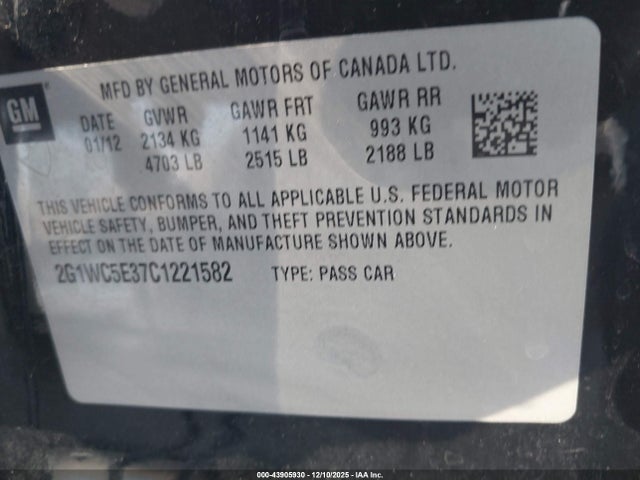 MFD BY GENERAL MOTORS OF CANADA LTD.
GM
DATE GVWR GAWR FRT GAWR RR
01/12 2134 KG 1141 KG 993 KG
4703 LB 2515 LB 2188 LB
THIS VEHICLE CONFORMS TO ALL APPLICABLE U.S. FEDERAL MOTOR
VEHICLE SAFETY, BUMPER, AND THEFT PREVENTION STANDARDS IN
EFFECT ON THE DATE OF MANUFACTURE SHOWN ABOVE.
2G1WC5E37C1221582 TYPE: PASS CAR
000-43905930 - 12/10/2025 - IAA Inc.